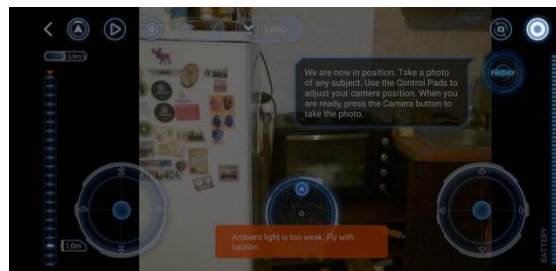 0,0m/s
LAND
We are now in position. Take a photo
of any subject. Use the Control Pads to
adjust your camera position. When you
are ready, press the Camera button to
take the photo.
FRIDAY
1,0m
Ambient light is too weak. Fly with
caution.
BATTERY